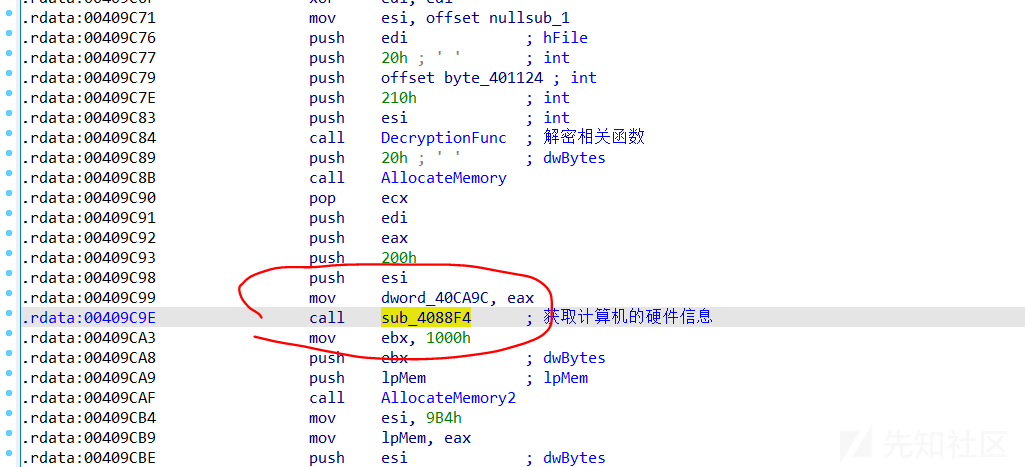 .rdata:00409C71 mov esi, offset nullsub_1
.rdata:00409C76 push edi ; hFile
.rdata:00409C77 push 20h ; ' ' ; int
.rdata:00409C79 push offset byte_401124 ; int
.rdata:00409C7E push 210h ; int
.rdata:00409C83 push esi ; int
.rdata:00409C84 call DecryptionFunc ; 解密相关函数
.rdata:00409C89 push 20h ; ' ' ; dwBytes
.rdata:00409C8B call AllocateMemory
.rdata:00409C90 pop ecx
.rdata:00409C91 push edi
.rdata:00409C92 push eax
.rdata:00409C93 push 200h
.rdata:00409C98 push esi
.rdata:00409C99 mov dword_40CA9C, eax
.rdata:00409C9E call sub_4088F4 ; 获取计算机的硬件信息
.rdata:00409CA3 mov ebx, 1000h
.rdata:00409CA8 push ebx ; dwBytes
.rdata:00409CA9 push lpMem ; lpMem
.rdata:00409CAF call AllocateMemory2
.rdata:00409CB4 mov esi, 9B4h
.rdata:00409CB9 mov lpMem, eax
.rdata:00409CBE push esi ; dwBytes
先知社区